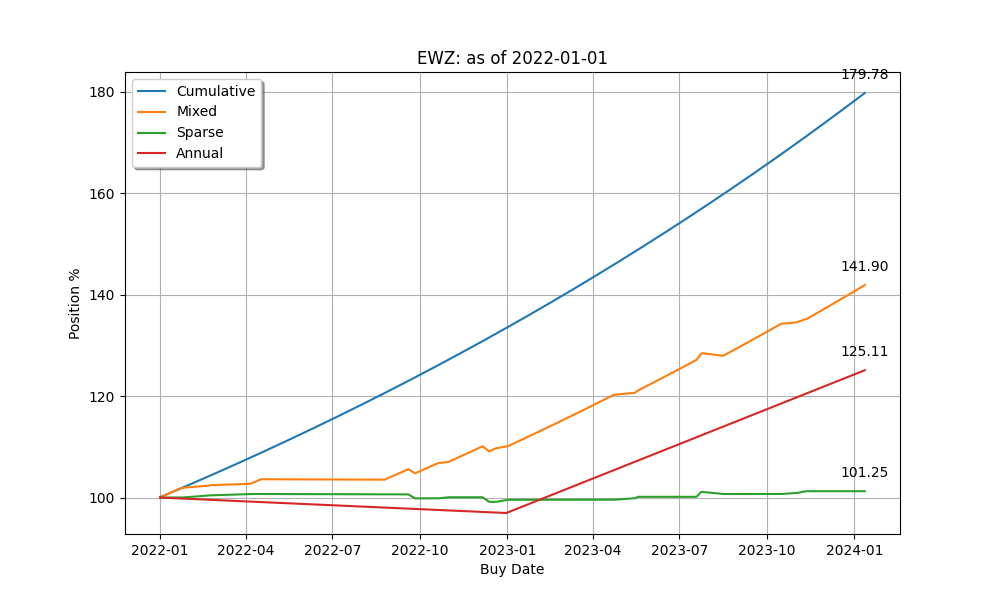 EWZ: as of 2022-01-01
179.78
180
Cumulative
Mixed
Sparse
Annual
160
141.90
140
125.11
120
101.25
100
Position %
2022-01 2022-04 2022-07 2022-10 2023-01 2023-04 2023-07 2023-10 2024-01
Buy Date